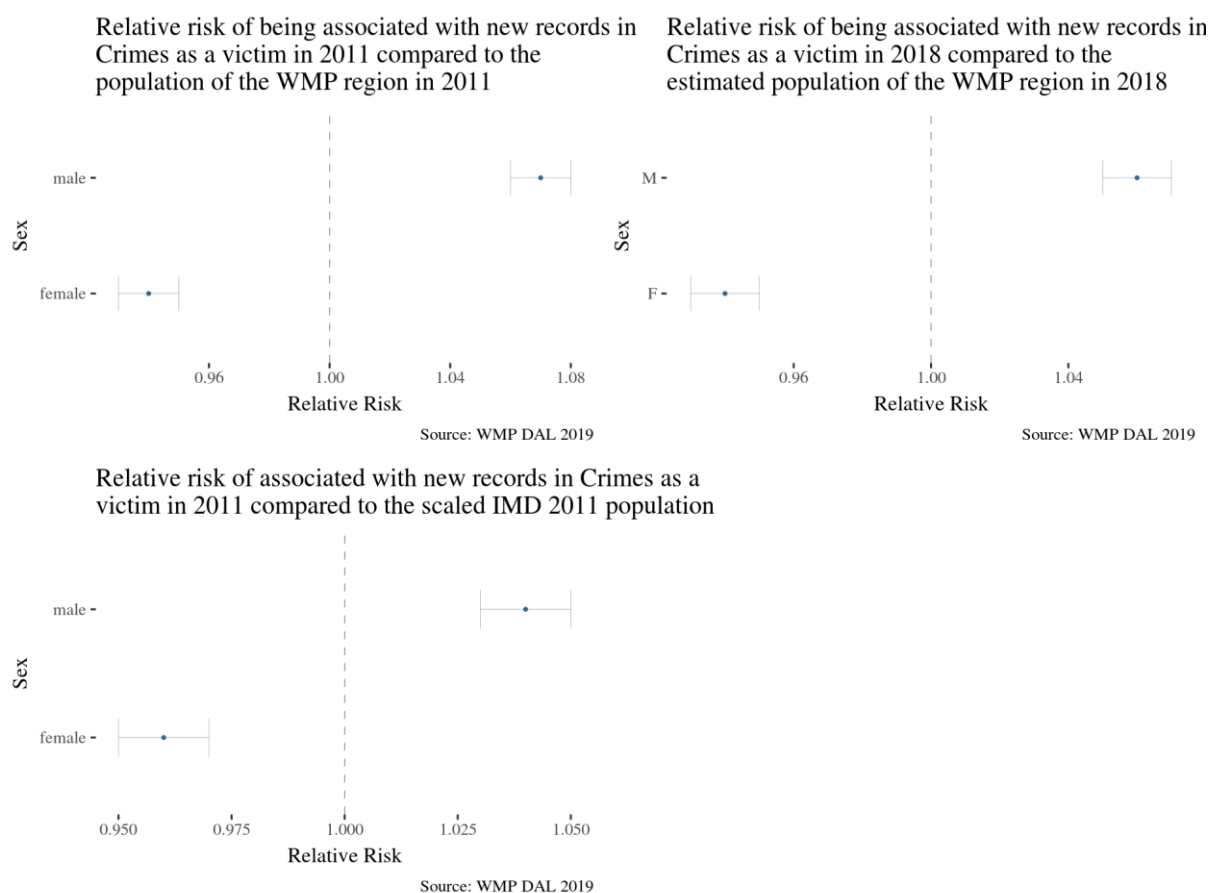 Relative risk of being associated with new records in
Crimes as a victim in 2011 compared to the
population of the WMP region in 2011
male
female
Sex
0.96 1.00 1.04 1.08
Relative Risk
Source: WMP DAL 2019
Relative risk of being associated with new records in
Crimes as a victim in 2018 compared to the
estimated population of the WMP region in 2018
M
F
Sex
0.96 1.00 1.04
Relative Risk
Source: WMP DAL 2019
Relative risk of associated with new records in Crimes as a
victim in 2011 compared to the scaled IMD 2011 population
male
female
Sex
0.950 0.975 1.000 1.025 1.050
Relative Risk
Source: WMP DAL 2019